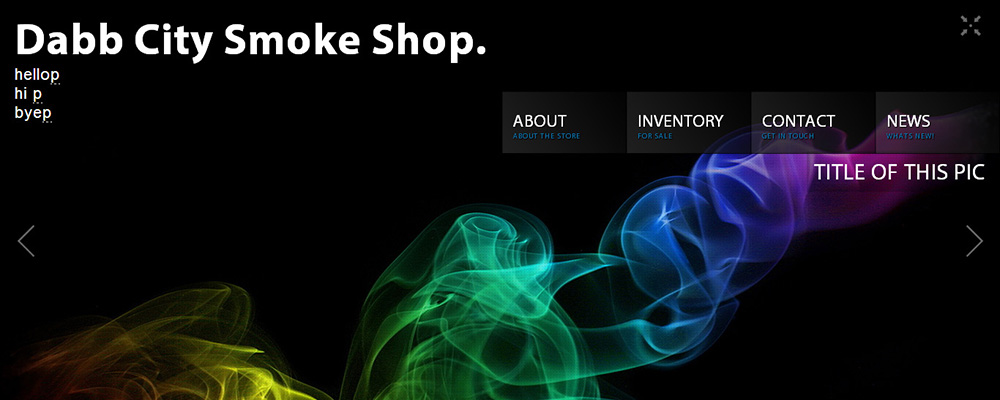 Dabb City Smoke Shop.
hellop
hi p
byep
ABOUT
ABOUT THE STORE
INVENTORY
FOR SALE
CONTACT
GET IN TOUCH
NEWS
WHATS NEW!
TITLE OF THIS PIC